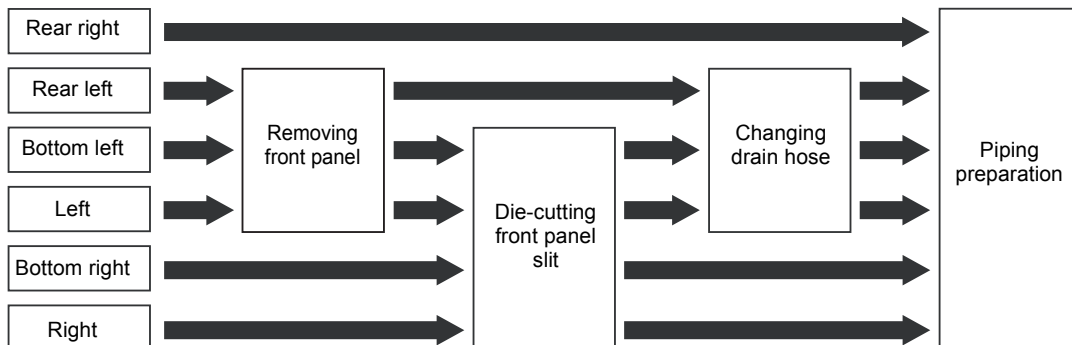 Rear right
Rear left
Bottom left
Left
Bottom right
Right
Removing
front panel
Die-cutting
front panel
slit
Changing
drain hose
Piping
preparation